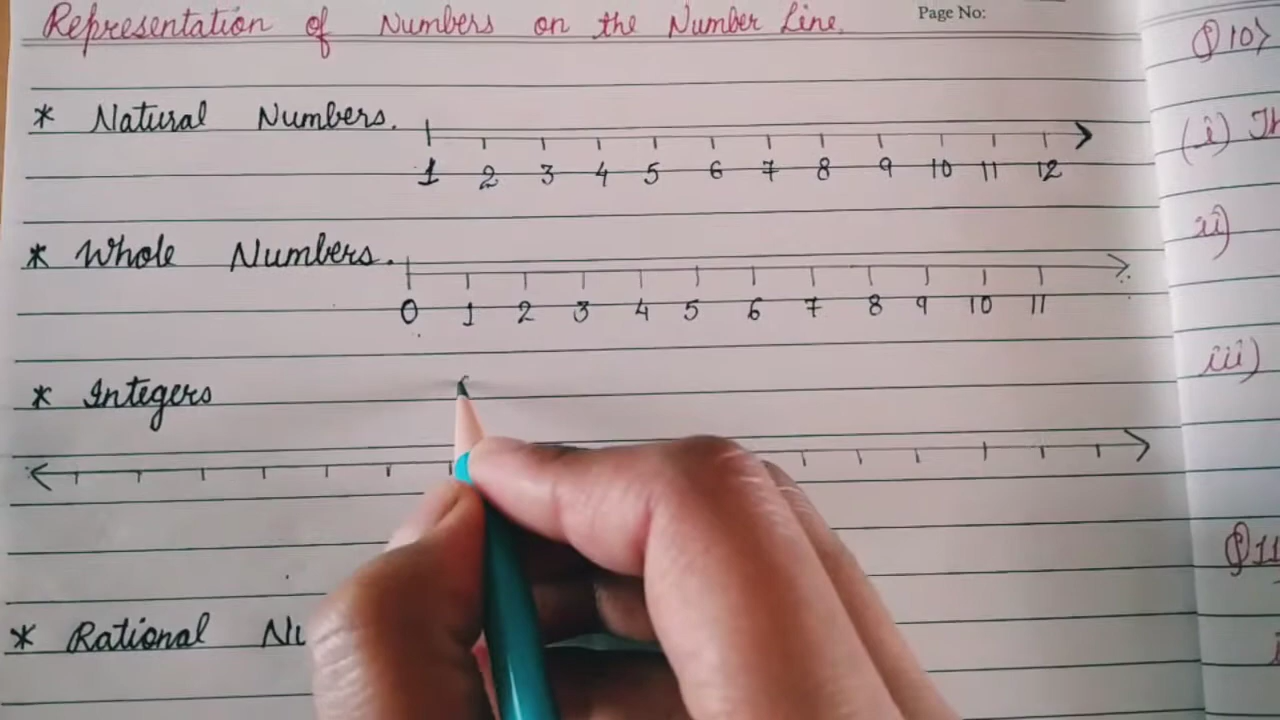 Representation of Numbers on the Number Line.
Page No:
* Natural Numbers.
1 2 3 4 5 6 7 8 9 10 11 12
* Whole Numbers.
0 1 2 3 4 5 6 7 8 9 10 11
* Integers
* Rational
Q10>
(i)
ii)
iii)